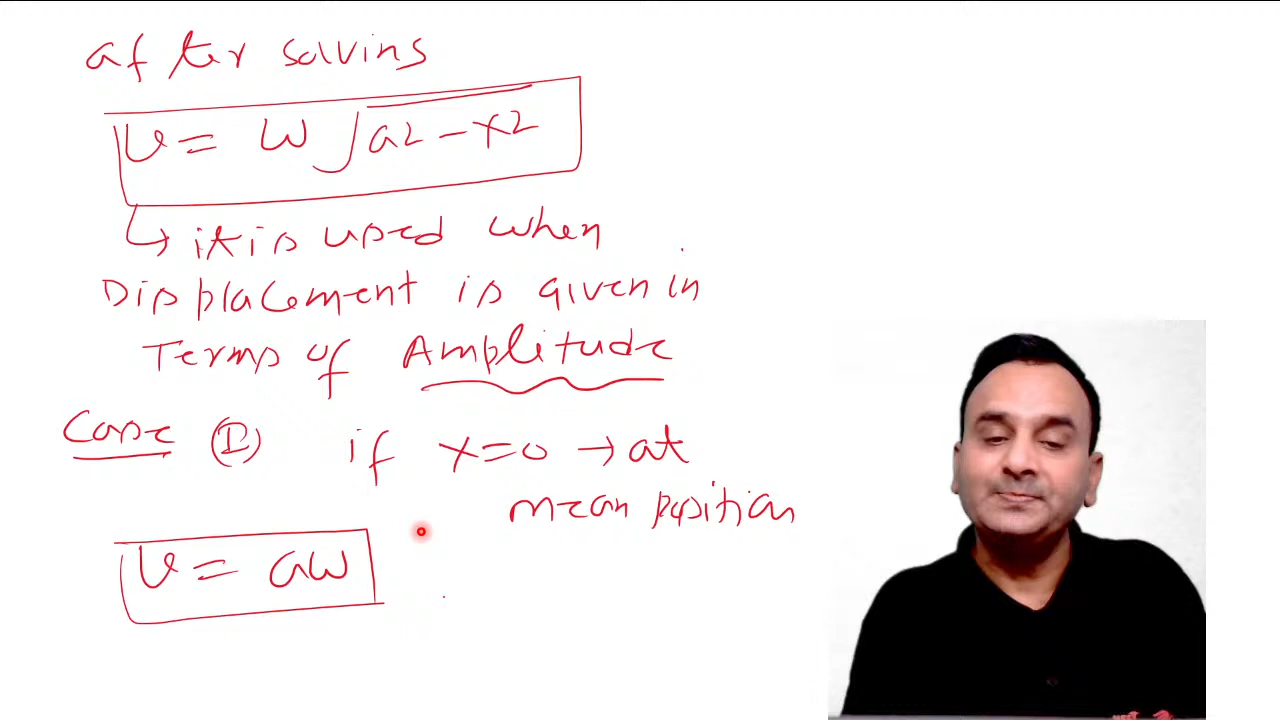 after solving
v = ω √a2 - x2
↳ it is used when
Displacement is given in
Terms of Amplitude
Case (I) if x=0 → at
mean position
v = aω